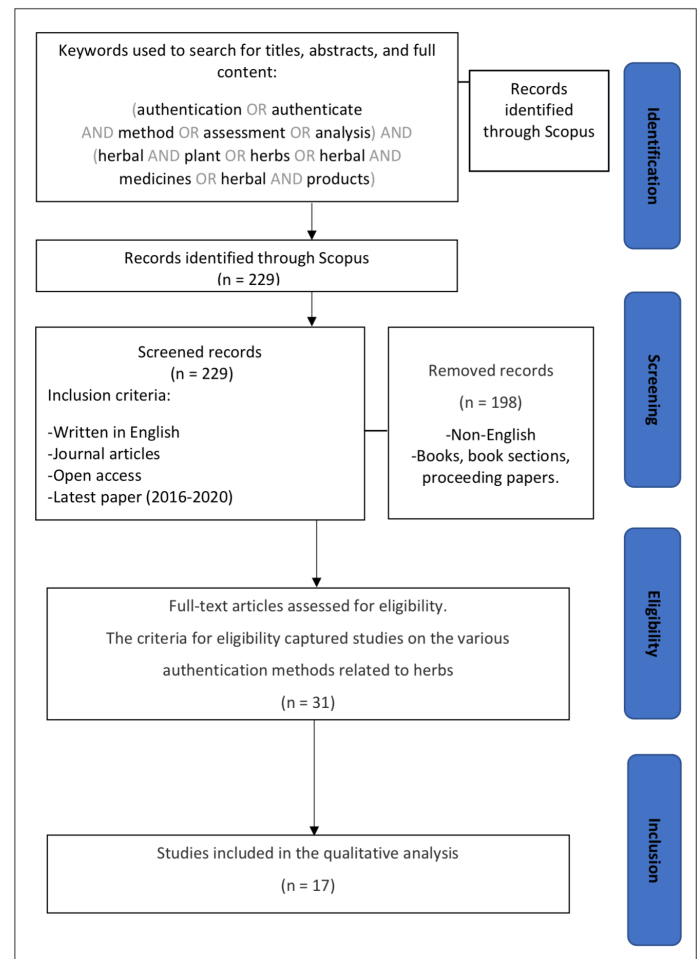 Keywords used to search for titles, abstracts, and full
content:
(authentication OR authenticate
AND method OR assessment OR analysis) AND
(herbal AND plant OR herbs OR herbal AND
medicines OR herbal AND products)
Records
identified
through Scopus
Identification
Records identified through Scopus
(n = 229)
Screened records
(n = 229)
Inclusion criteria:
-Written in English
-Journal articles
-Open access
-Latest paper (2016-2020)
Removed records
(n = 198)
-Non-English
-Books, book sections,
proceeding papers.
Screening
Full-text articles assessed for eligibility.
The criteria for eligibility captured studies on the various
authentication methods related to herbs
(n = 31)
Eligibility
Studies included in the qualitative analysis
(n = 17)
Inclusion